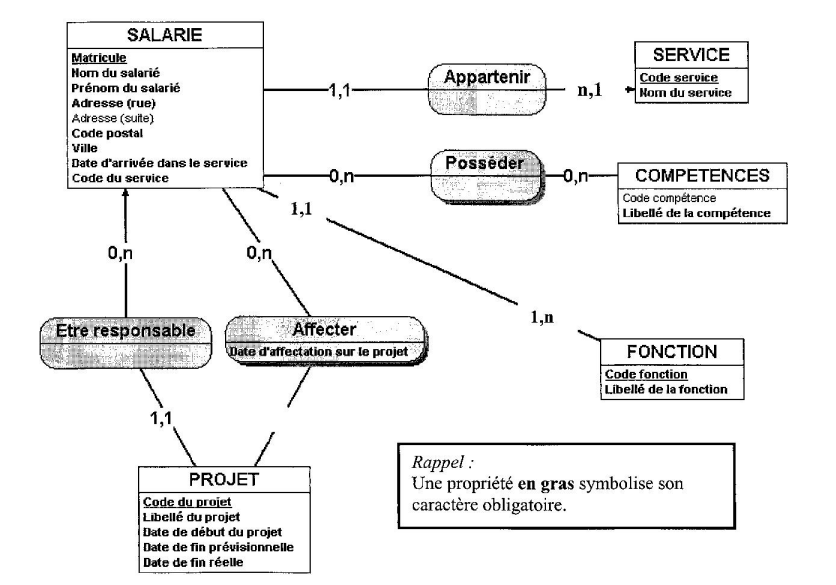 SALARIE
Matricule
Nom du salarié
Prénom du salarié
Adresse (rue)
Adresse (suite)
Code postal
Ville
Date d'arrivée dans le service
Code du service
1,1
Appartenir
n,1
SERVICE
Code service
Nom du service
0,n
Posséder
0,n
COMPETENCES
Code compétence
Libellé de la compétence
1,1
1,n
FONCTION
Code fonction
Libellé de la fonction
0,n
0,n
Etre responsable
Affecter
Date d'affectation sur le projet
1,1
PROJET
Code du projet
Libellé du projet
Date de début du projet
Date de fin prévisionnelle
Date de fin réelle
Rappel :
Une propriété en gras symbolise son
caractère obligatoire.